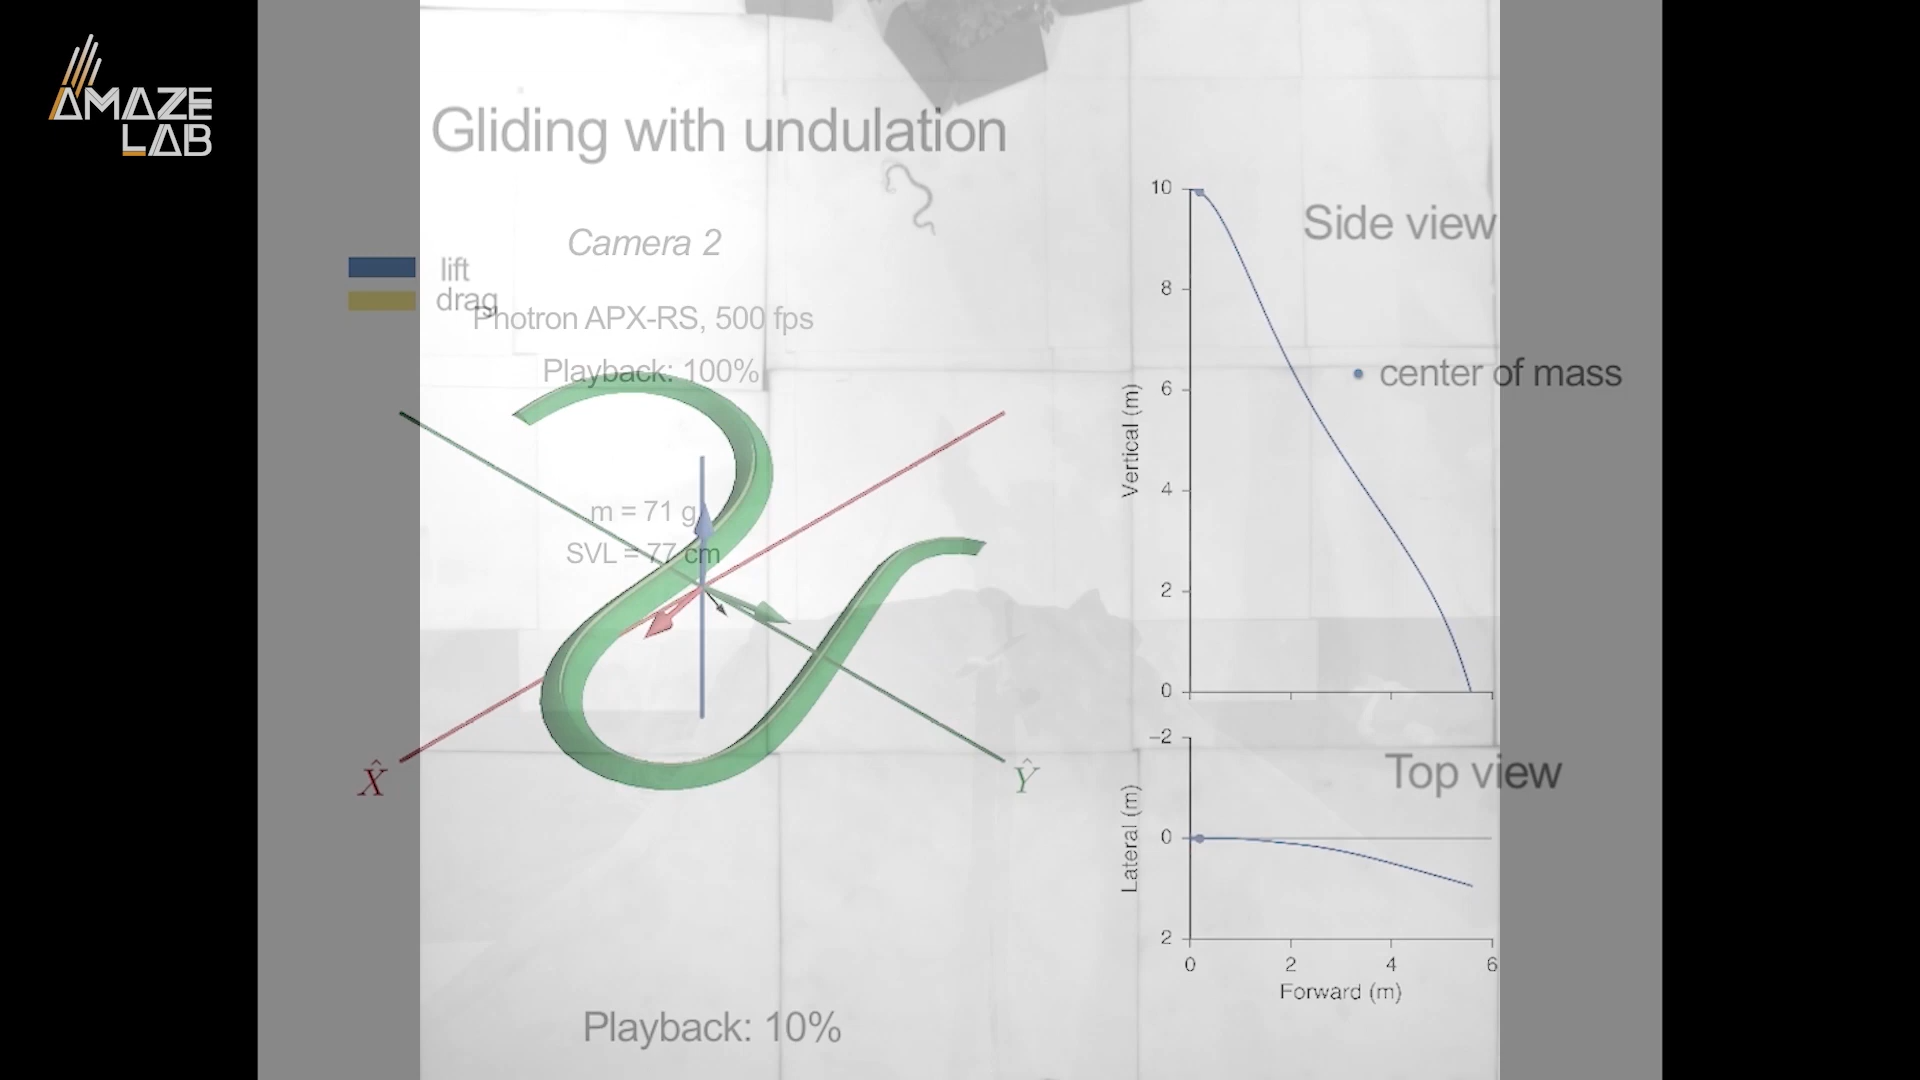 AMAZE
LAB
Gliding with undulation
Camera 2
lift
drag
Photron APX-RS, 500 fps
Playback: 100%
m = 71 g
SVL = 77 cm
X̂
Ŷ
Playback: 10%
Side view
center of mass
Vertical (m)
10
8
6
4
2
0
Top view
Lateral (m)
−2
0
2
0 2 4 6
Forward (m)